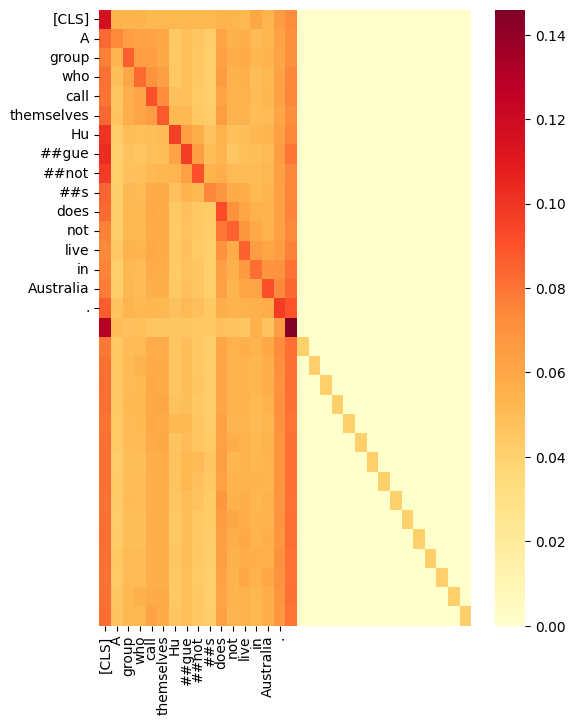 [CLS]
A
group
who
call
themselves
Hu
##gue
##not
##s
does
not
live
in
Australia
.
[CLS]
A
group
who
call
themselves
Hu
##gue
##not
##s
does
not
live
in
Australia
.
0.14
0.12
0.10
0.08
0.06
0.04
0.02
0.00